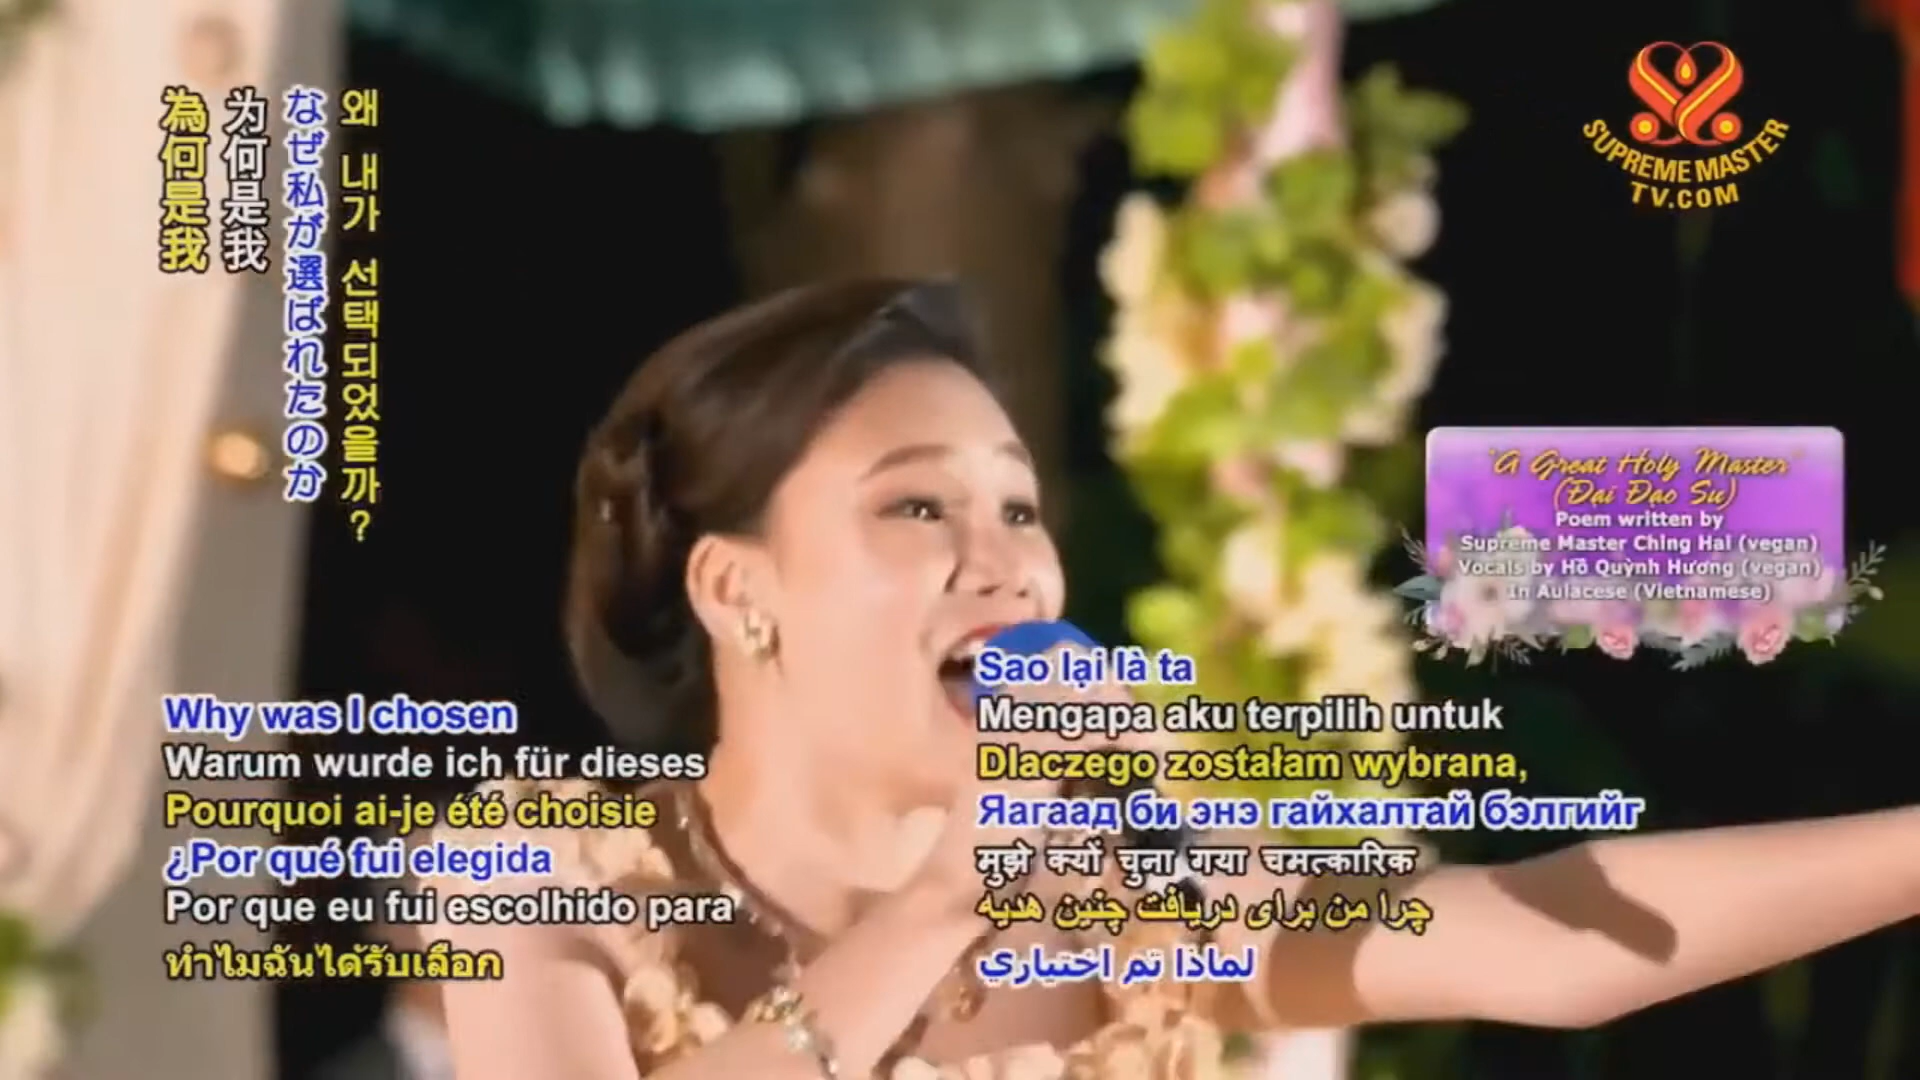 為何是我
为何是我
なぜ私が選ばれたのか
왜 내가 선택되었을까?
SUPREME MASTER
TV.COM
"A Great Holy Master"
(Đại Đạo Sư)
Poem written by
Supreme Master Ching Hai (vegan)
Vocals by Hồ Quỳnh Hương (vegan)
In Aulacese (Vietnamese)
Why was I chosen
Warum wurde ich für dieses
Pourquoi ai-je été choisie
¿Por qué fui elegida
Por que eu fui escolhido para
ทำไมฉันได้รับเลือก
Sao lại là ta
Mengapa aku terpilih untuk
Dlaczego zostałam wybrana,
Яагаад би энэ гайхалтай бэлгийг
मुझे क्यों चुना गया चमत्कारिक
چرا من برای دریافت چنین هدیه
لماذا تم اختياري